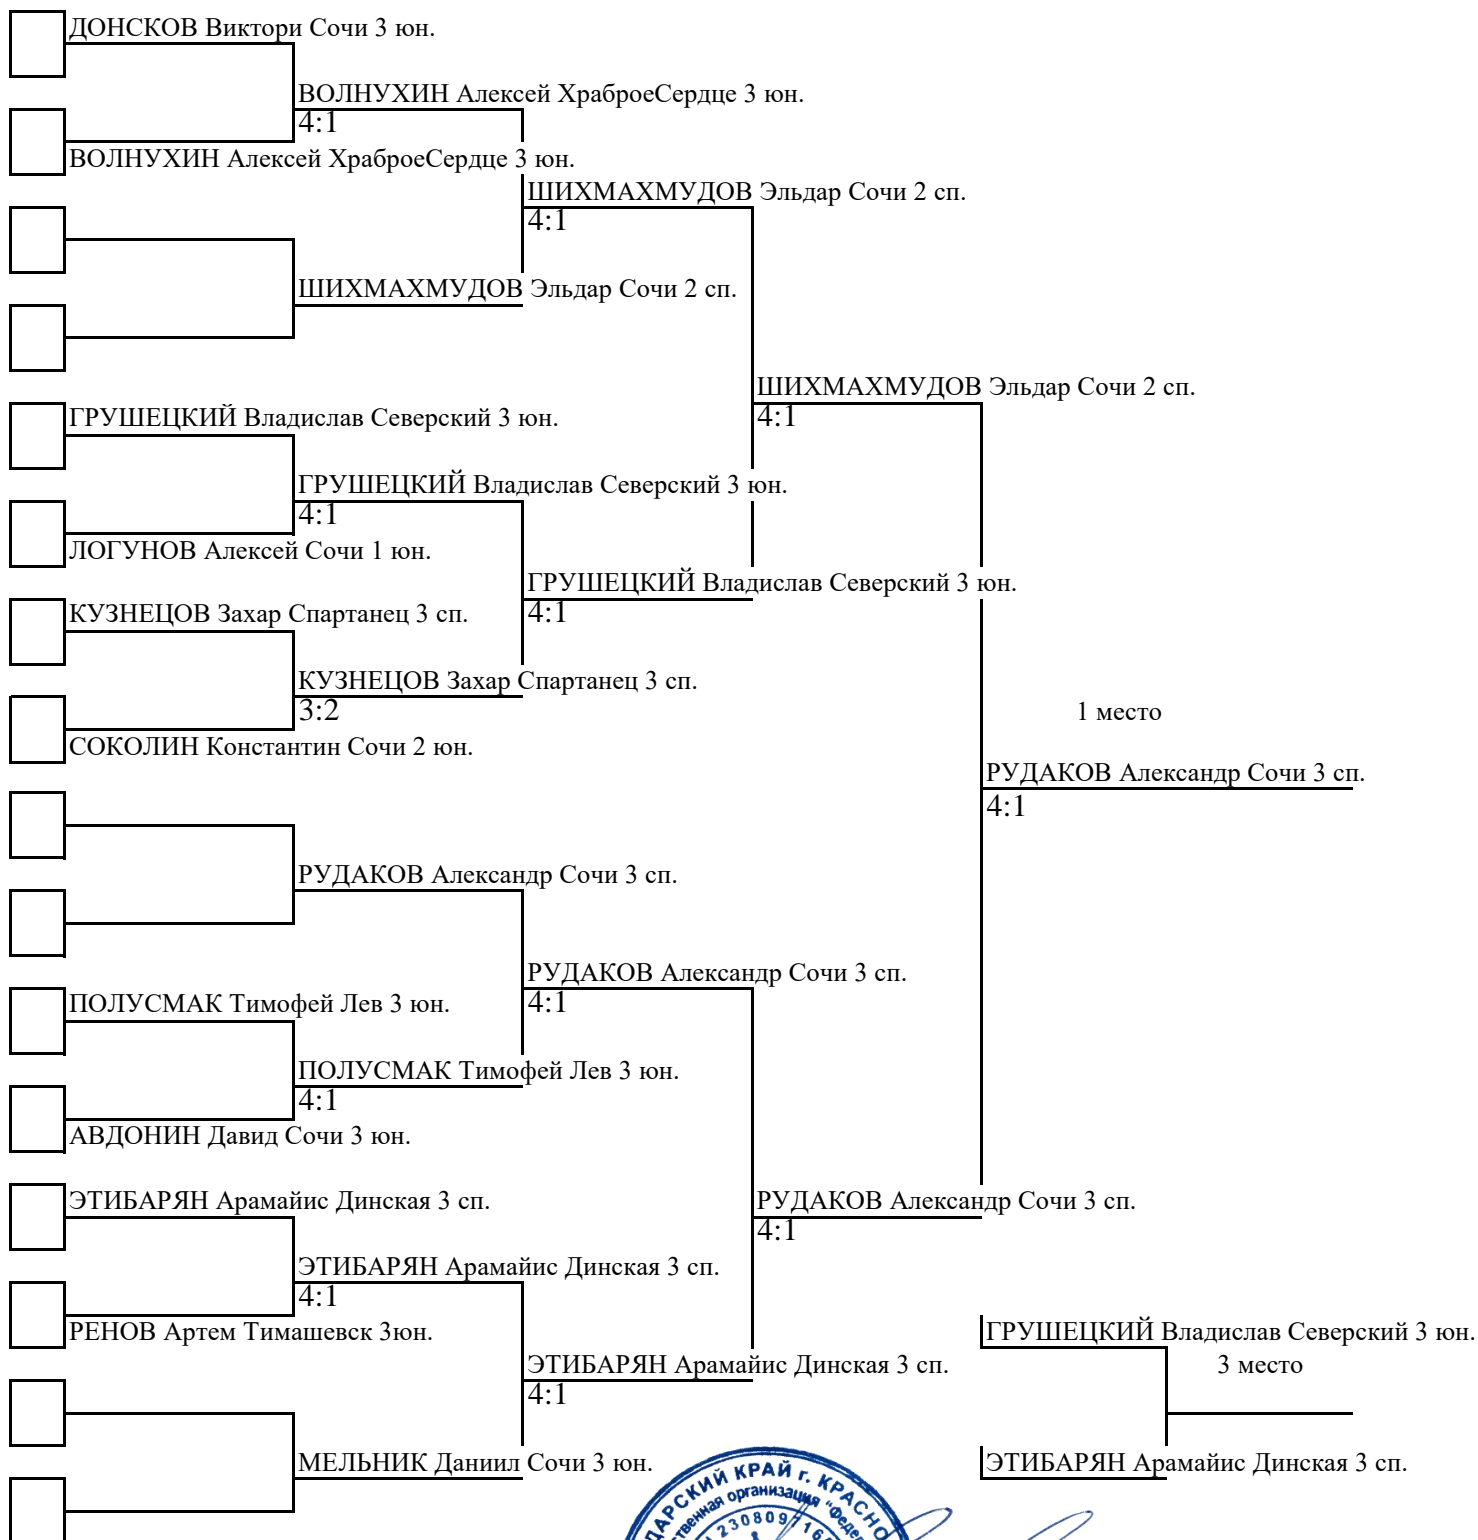 ДОНСКОВ Виктори Сочи 3 юн.
ВОЛНУХИН Алексей ХраброеСердце 3 юн.
4:1
ВОЛНУХИН Алексей ХраброеСердце 3 юн.
ШИХМАХМУДОВ Эльдар Сочи 2 сп.
4:1
ШИХМАХМУДОВ Эльдар Сочи 2 сп.
ШИХМАХМУДОВ Эльдар Сочи 2 сп.
4:1
ГРУШЕЦКИЙ Владислав Северский 3 юн.
ГРУШЕЦКИЙ Владислав Северский 3 юн.
4:1
ЛОГУНОВ Алексей Сочи 1 юн.
ГРУШЕЦКИЙ Владислав Северский 3 юн.
4:1
КУЗНЕЦОВ Захар Спартанец 3 сп.
КУЗНЕЦОВ Захар Спартанец 3 сп.
3:2
1 место
СОКОЛИН Константин Сочи 2 юн.
РУДАКОВ Александр Сочи 3 сп.
4:1
РУДАКОВ Александр Сочи 3 сп.
РУДАКОВ Александр Сочи 3 сп.
4:1
ПОЛУСМАК Тимофей Лев 3 юн.
ПОЛУСМАК Тимофей Лев 3 юн.
4:1
АВДОНИН Давид Сочи 3 юн.
ЭТИБАРЯН Арамайис Динская 3 сп.
РУДАКОВ Александр Сочи 3 сп.
4:1
ЭТИБАРЯН Арамайис Динская 3 сп.
4:1
РЕНОВ Артем Тимашевск 3юн.
ГРУШЕЦКИЙ Владислав Северский 3 юн.
ЭТИБАРЯН Арамайис Динская 3 сп.
3 место
4:1
МЕЛЬНИК Даниил Сочи 3 юн.
ЭТИБАРЯН Арамайис Динская 3 сп.
КИЙ КРАЙ г.
организация